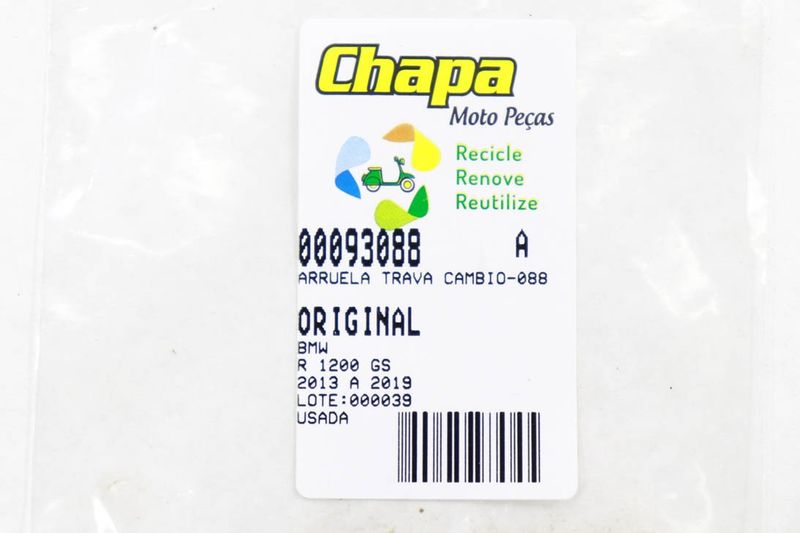 Chapa
Moto Peças
Recicle
Renove
Reutilize
00093088 A
ARRUELA TRAVA CAMBIO-088
ORIGINAL
BMW
R 1200 GS
2013 A 2019
LOTE:000039
USADA